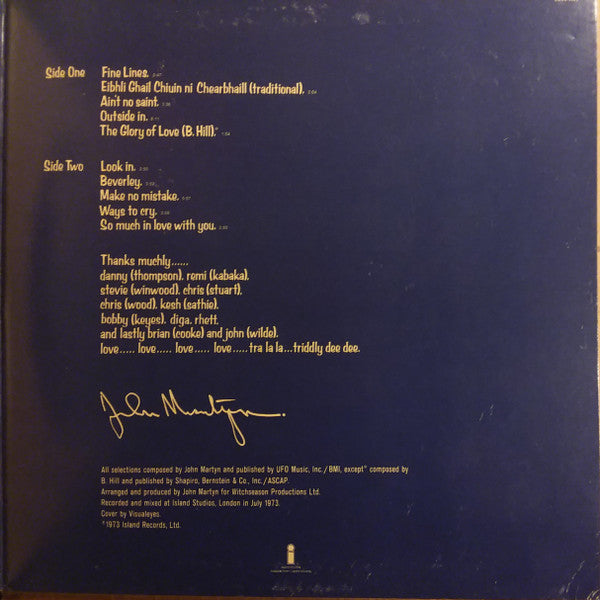 Side One Fine Lines.
Eibhli Ghail Chiuin ni Chearbhaill (traditional).
Ain't no saint.
Outside in.
The Glory of Love (B. Hill).
Side Two Look in.
Beverley.
Make no mistake.
Ways to cry.
So much in love with you.
Thanks muchly......
danny (thompson). remi (kabaka).
stevie (winwood). chris (stuart).
chris (wood). kesh (sathie).
bobby (keyes). diga. rhett.
and lastly brian (cooke) and john (wilde).
love..... love..... love..... love.....tra la la...triddly dee dee.
John Martyn.
All selections composed by John Martyn and published by UFO Music, Inc./BMI, except* composed by
B. Hill and published by Shapiro, Bernstein & Co., Inc./ASCAP.
Arranged and produced by John Martyn for Witchseason Productions Ltd.
Recorded and mixed at Island Studios, London in July 1973.
Cover by Visualeyes.
℗1973 Island Records, Ltd.